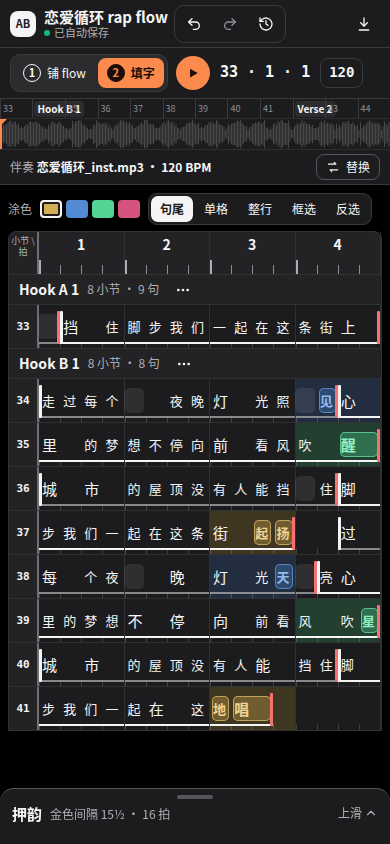 AB 恋爱循环 rap flow
已自动保存
1 铺 flow 2 填字 33 · 1 · 1 120
33 Hook B 1 36 37 38 39 40 41 Verse 2 44
伴奏 恋爱循环_inst.mp3 · 120 BPM 替换
涂色 句尾 单格 整行 框选 反选
小节\拍 1 2 3 4
Hook A 1 8 小节 · 9 句 ···
33 挡 住 脚 步 我 们 一 起 在 这 条 街 上
Hook B 1 8 小节 · 8 句 ···
34 走 过 每 个 夜 晚 灯 光 照 见 心
35 里 的 梦 想 不 停 向 前 看 风 吹 醒
36 城 市 的 屋 顶 没 有 人 能 挡 住 脚
37 步 我 们 一 起 在 这 条 街 起 扬 过
38 每 个 夜 晚 灯 光 天 亮 心
39 里 的 梦 想 不 停 向 前 看 风 吹 星
40 城 市 的 屋 顶 没 有 人 能 挡 住 脚
41 步 我 们 一 起 在 这 地 唱
押韵 金色间隔 15½ · 16 拍 上滑